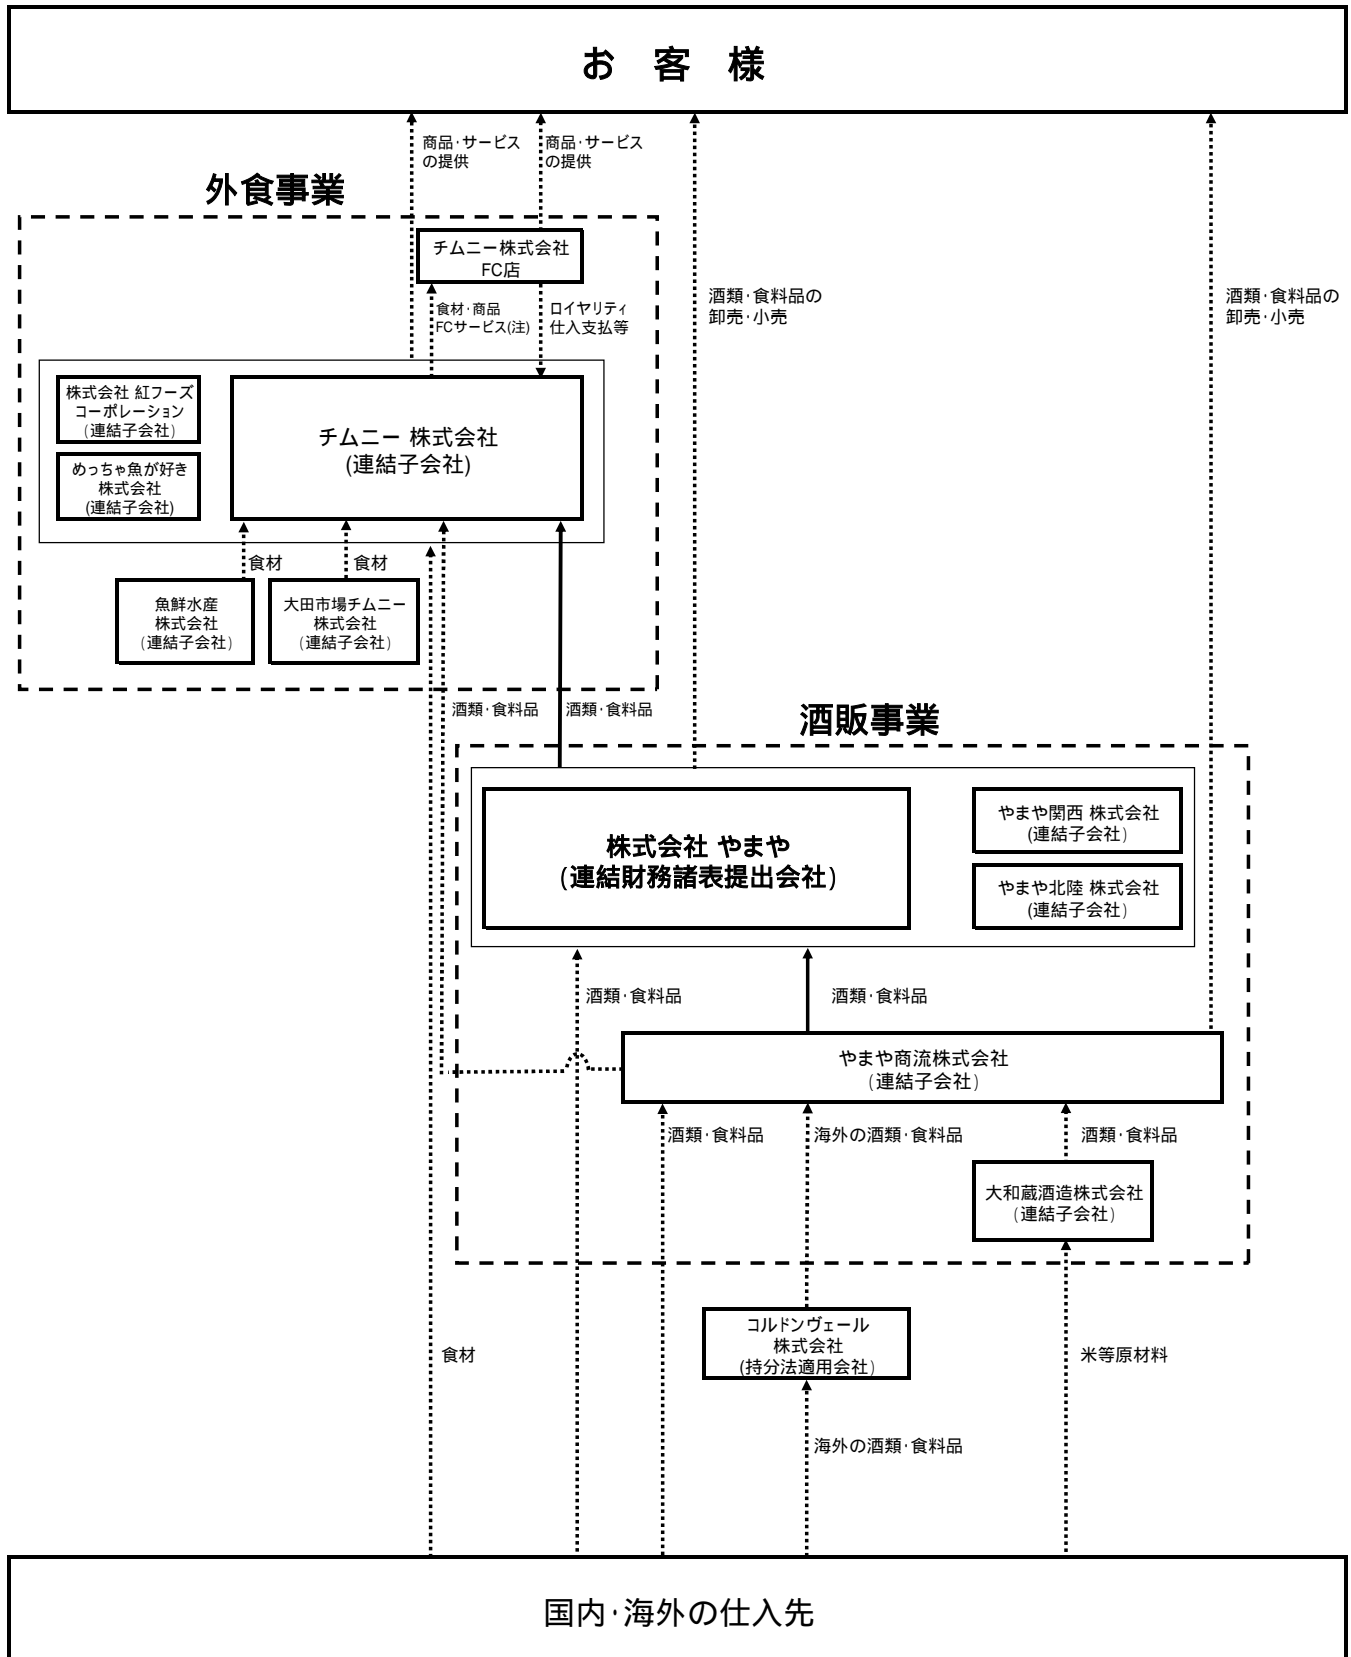 お 客 様
商品・サービス
の提供
商品・サービス
の提供
外食事業
チムニー株式会社
FC店
食材・商品
FCサービス(注)
ロイヤリティ
仕入支払等
酒類・食料品の
卸売・小売
酒類・食料品の
卸売・小売
株式会社 紅フーズ
コーポレーション
(連結子会社)
めっちゃ魚が好き
株式会社
(連結子会社)
チムニー 株式会社
(連結子会社)
食材
食材
魚鮮水産
株式会社
(連結子会社)
大田市場チムニー
株式会社
(連結子会社)
酒類・食料品
酒類・食料品
酒販事業
株式会社 やまや
(連結財務諸表提出会社)
やまや関西 株式会社
(連結子会社)
やまや北陸 株式会社
(連結子会社)
酒類・食料品
酒類・食料品
やまや商流株式会社
(連結子会社)
酒類・食料品
海外の酒類・食料品
酒類・食料品
大和蔵酒造株式会社
(連結子会社)
コルドンヴェール
株式会社
(持分法適用会社)
食材
米等原材料
海外の酒類・食料品
国内・海外の仕入先